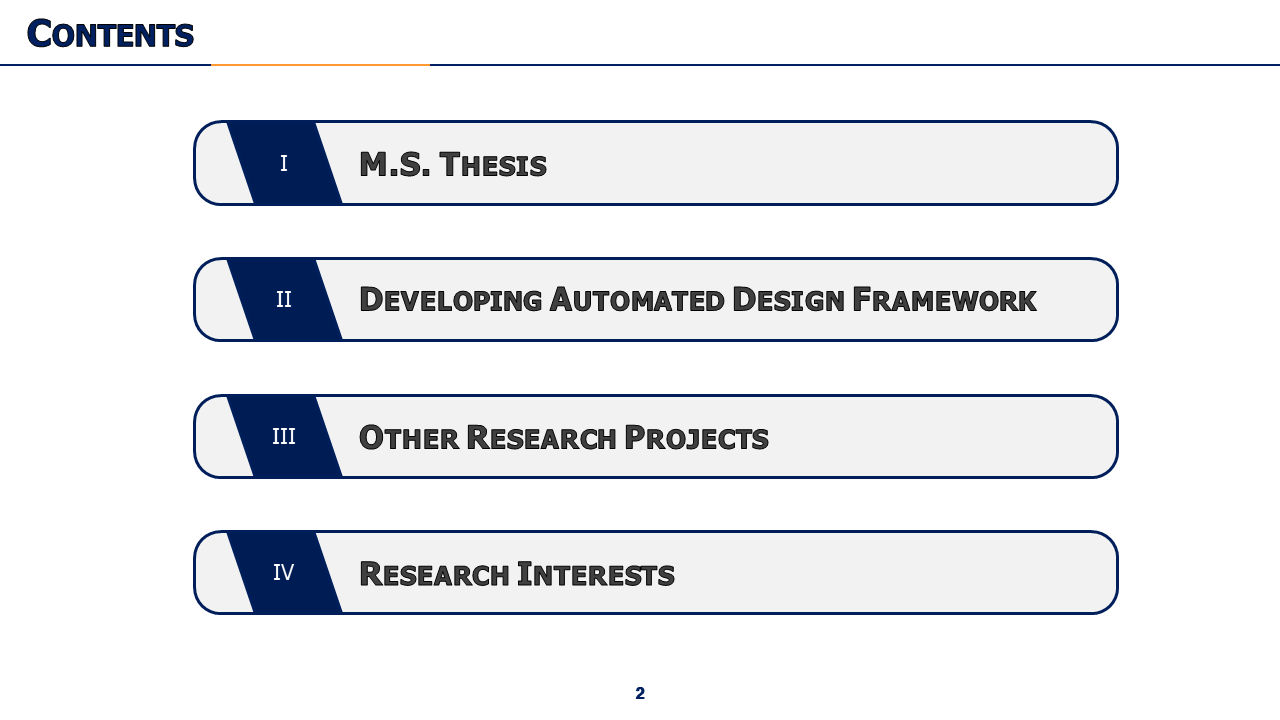 CONTENTS
I
M.S. THESIS
II
DEVELOPING AUTOMATED DESIGN FRAMEWORK
III
OTHER RESEARCH PROJECTS
IV
RESEARCH INTERESTS
2